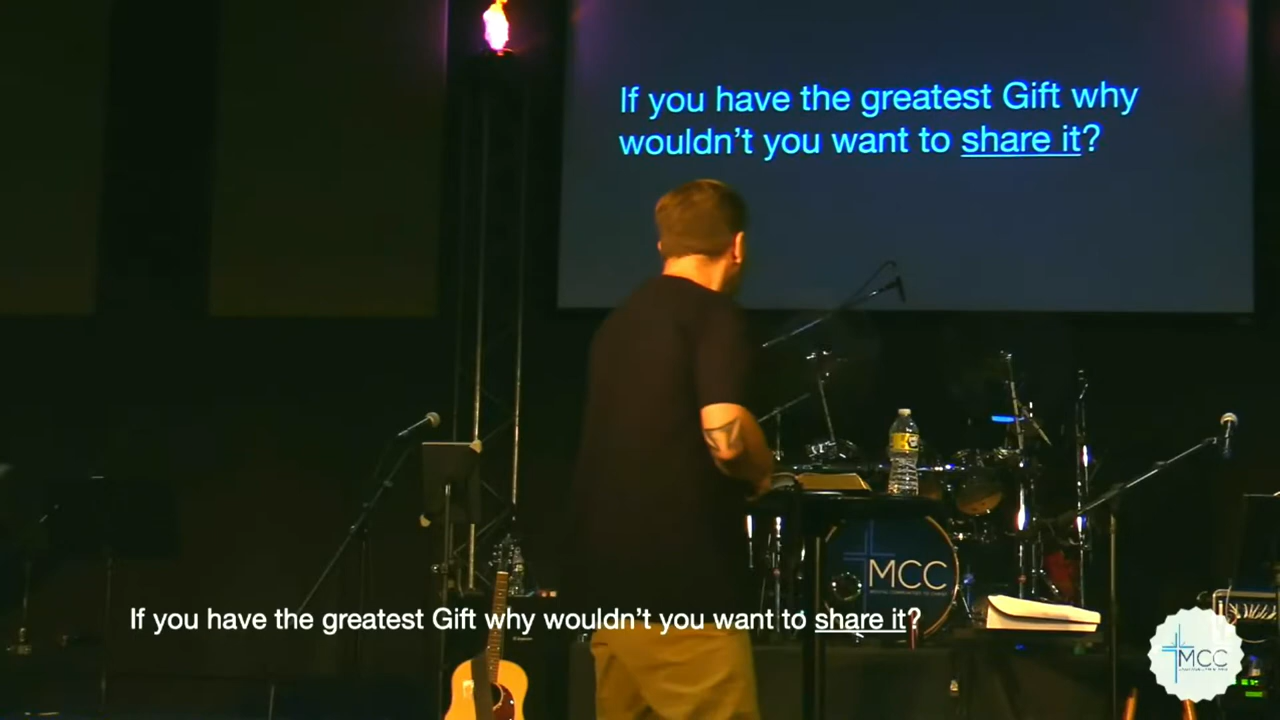 If you have the greatest Gift why
wouldn't you want to share it?
MCC
If you have the greatest Gift why wouldn't you want to share it?
MCC